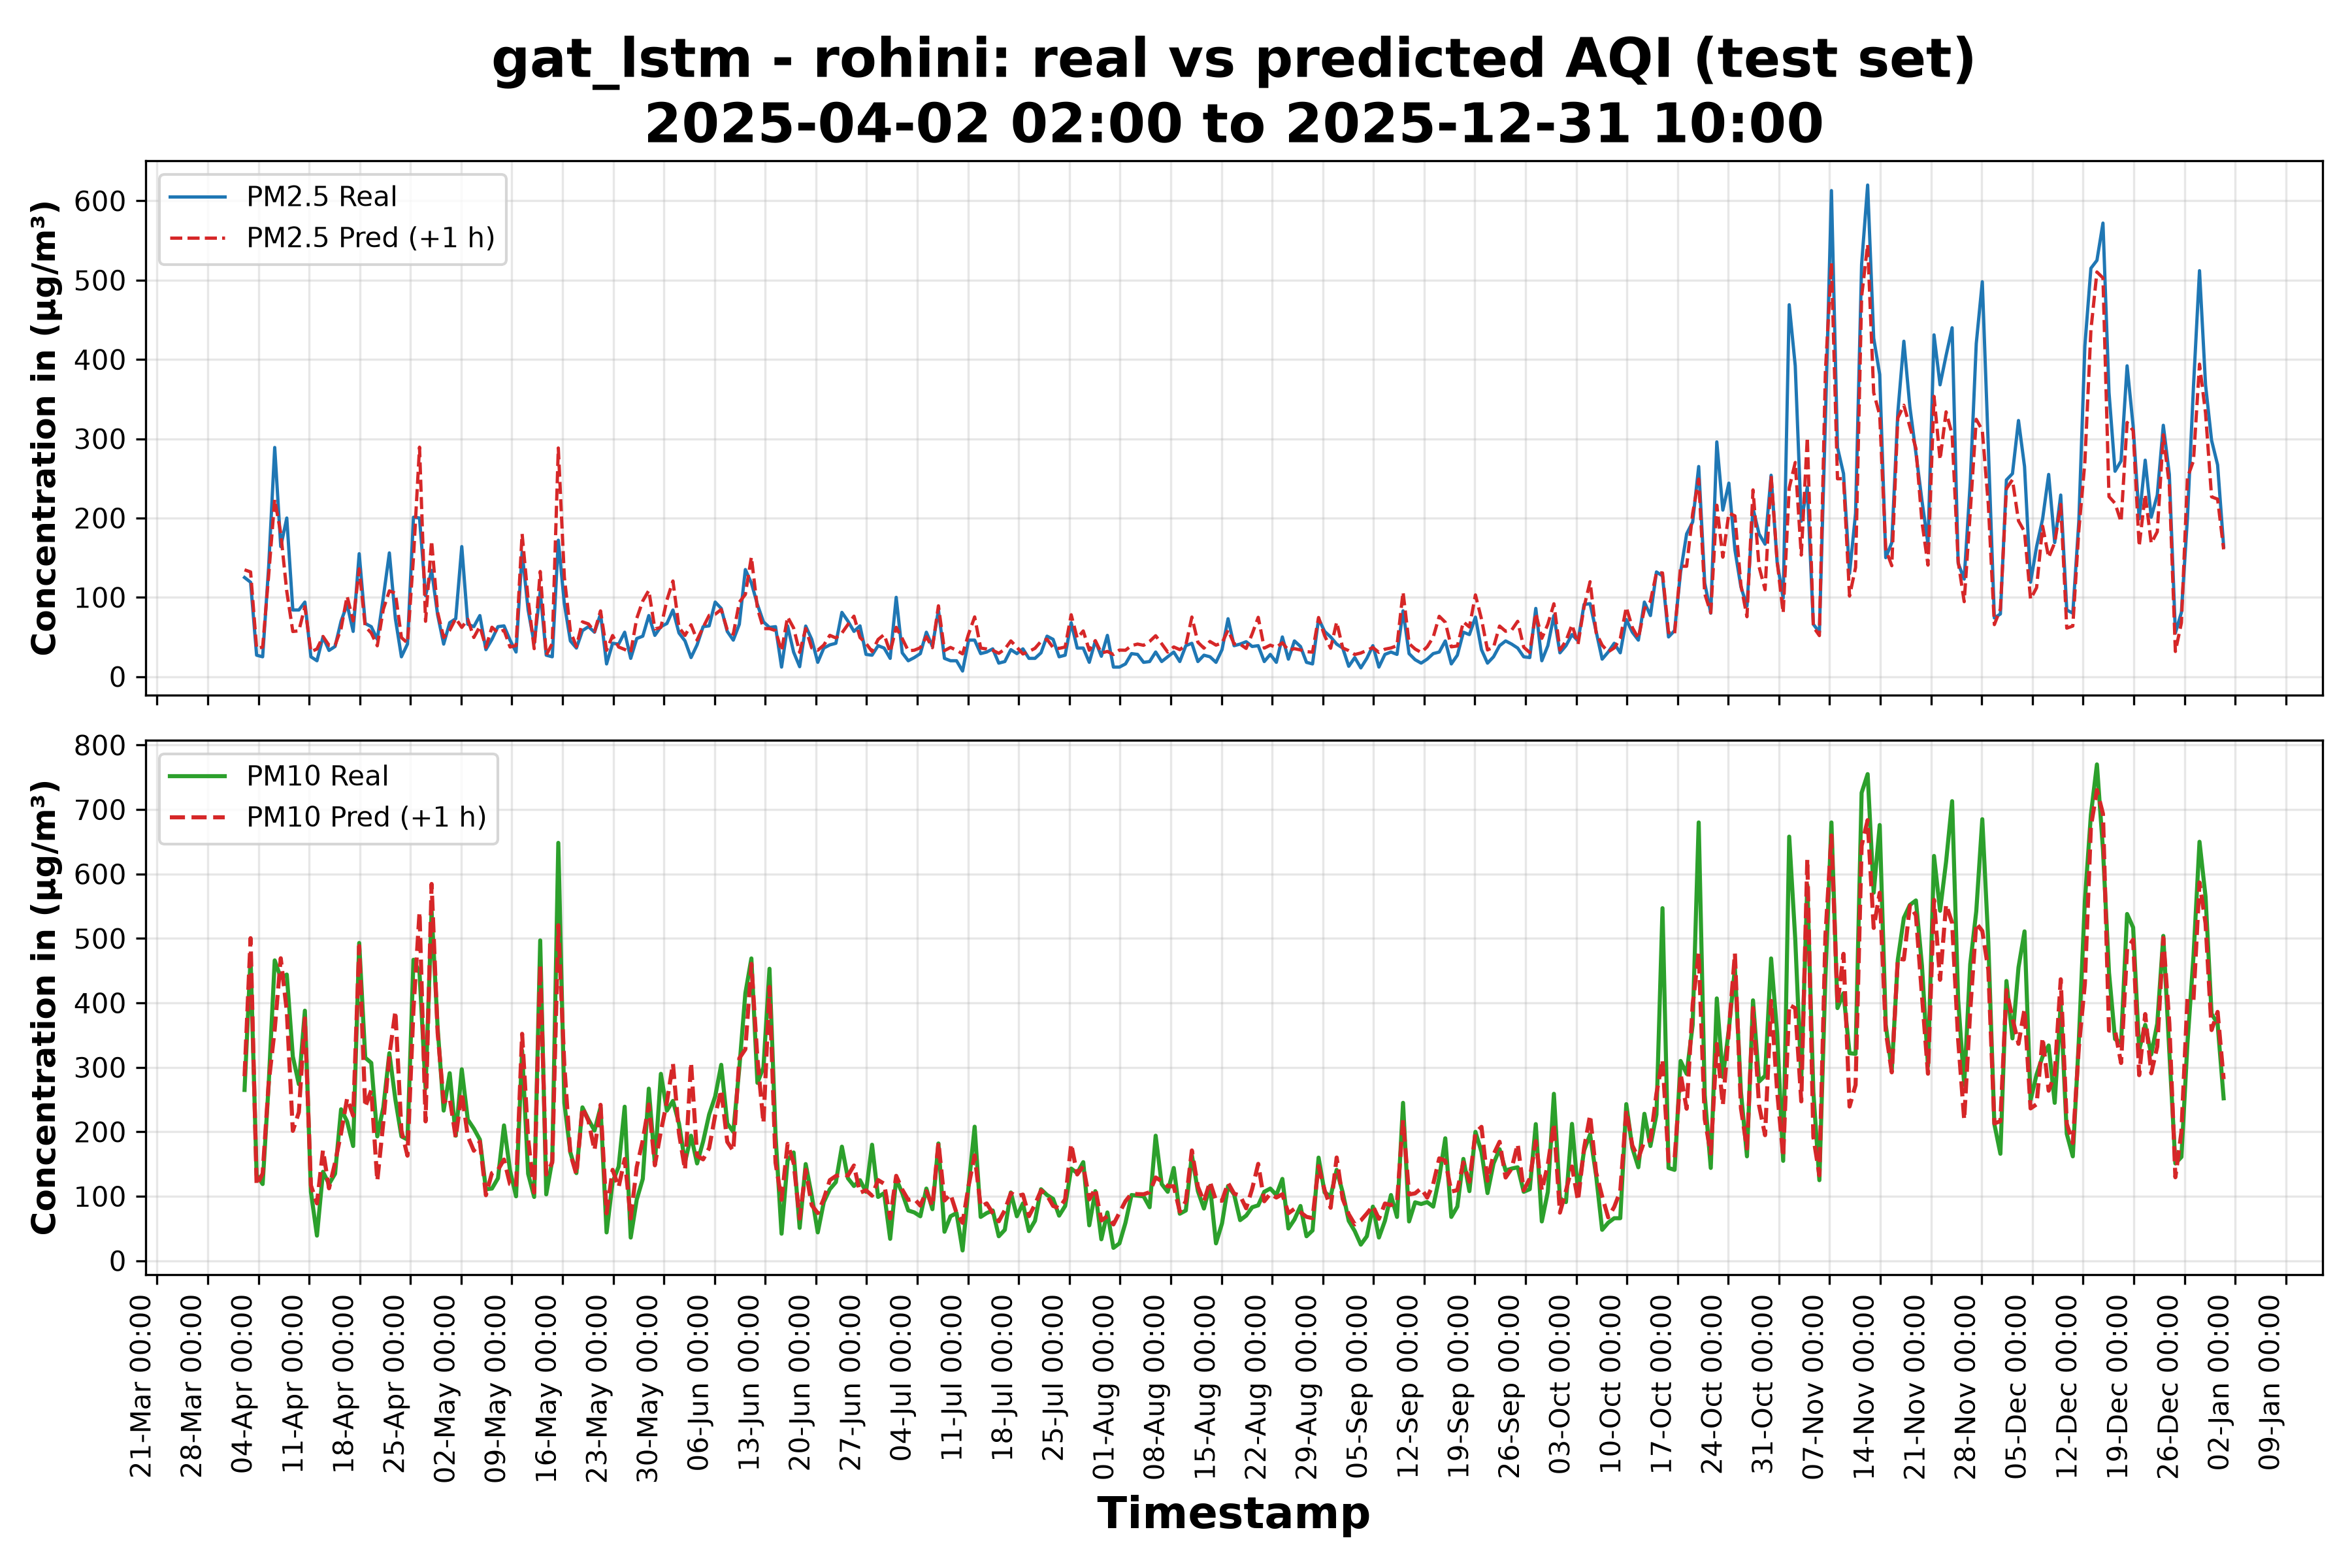 gat_lstm - rohini: real vs predicted AQI (test set)
2025-04-02 02:00 to 2025-12-31 10:00
Concentration in (µg/m³)
600
500
400
300
200
100
0
PM2.5 Real
PM2.5 Pred (+1 h)
Concentration in (µg/m³)
800
700
600
500
400
300
200
100
0
PM10 Real
PM10 Pred (+1 h)
21-Mar 00:00
28-Mar 00:00
04-Apr 00:00
11-Apr 00:00
18-Apr 00:00
25-Apr 00:00
02-May 00:00
09-May 00:00
16-May 00:00
23-May 00:00
30-May 00:00
06-Jun 00:00
13-Jun 00:00
20-Jun 00:00
27-Jun 00:00
04-Jul 00:00
11-Jul 00:00
18-Jul 00:00
25-Jul 00:00
01-Aug 00:00
08-Aug 00:00
15-Aug 00:00
22-Aug 00:00
29-Aug 00:00
05-Sep 00:00
12-Sep 00:00
19-Sep 00:00
26-Sep 00:00
03-Oct 00:00
10-Oct 00:00
17-Oct 00:00
24-Oct 00:00
31-Oct 00:00
07-Nov 00:00
14-Nov 00:00
21-Nov 00:00
28-Nov 00:00
05-Dec 00:00
12-Dec 00:00
19-Dec 00:00
26-Dec 00:00
02-Jan 00:00
09-Jan 00:00
Timestamp